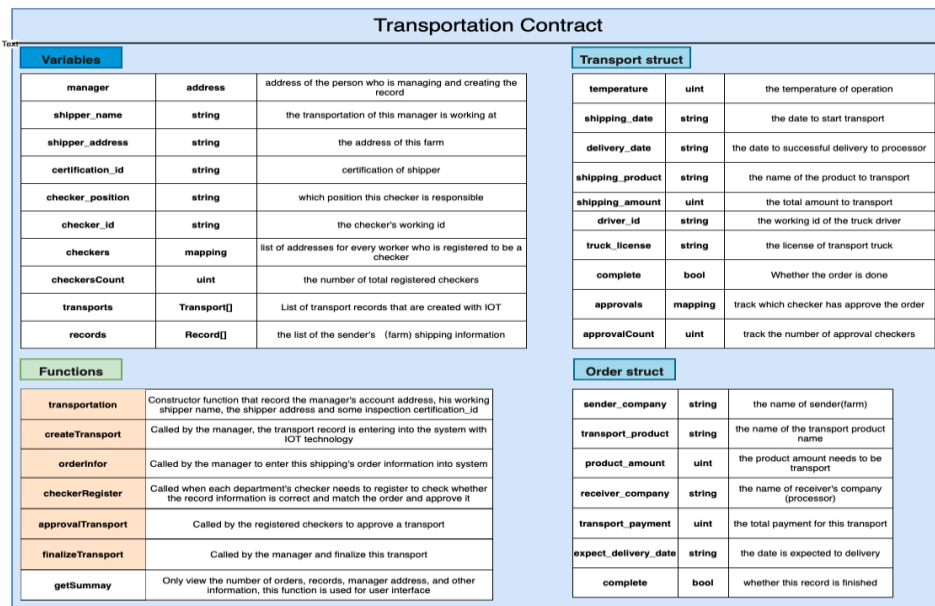 Transportation Contract
Text
Variables
manager address address of the person who is managing and creating the
record
shipper_name string the transportation of this manager is working at
shipper_address string the address of this farm
certification_id string certification of shipper
checker_position string which position this checker is responsible
checker_id string the checker's working id
checkers mapping list of addresses for every worker who is registered to be a
checker
checkersCount uint the number of total registered checkers
transports Transport[] List of transport records that are created with IOT
records Record[] the list of the sender's （farm) shipping information
Transport struct
temperature uint the temperature of operation
shipping_date string the date to start transport
delivery_date string the date to successful delivery to processor
shipping_product string the name of the product to transport
shipping_amount uint the total amount to transport
driver_id string the working id of the truck driver
truck_license string the license of transport truck
complete bool Whether the order is done
approvals mapping track which checker has approve the order
approvalCount uint track the number of approval checkers
Functions
transportation Constructor function that record the manager's account address, his working
shipper name, the shipper address and some inspection certification_id
createTransport Called by the manager, the transport record is entering into the system with
IOT technology
orderInfor Called by the manager to enter this shipping's order information into system
checkerRegister Called when each department's checker needs to register to check whether
the record information is correct and match the order and approve it
approvalTransport Called by the registered checkers to approve a transport
finalizeTransport Called by the manager and finalize this transport
getSummay Only view the number of orders, records, manager address, and other
information, this function is used for user interface
Order struct
sender_company string the name of sender(farm)
transport_product string the name of the transport product
name
product_amount uint the product amount needs to be
transport
receiver_company string the name of receiver's company
(processor)
transport_payment uint the total payment for this transport
expect_delivery_date string the date is expected to delivery
complete bool whether this record is finished